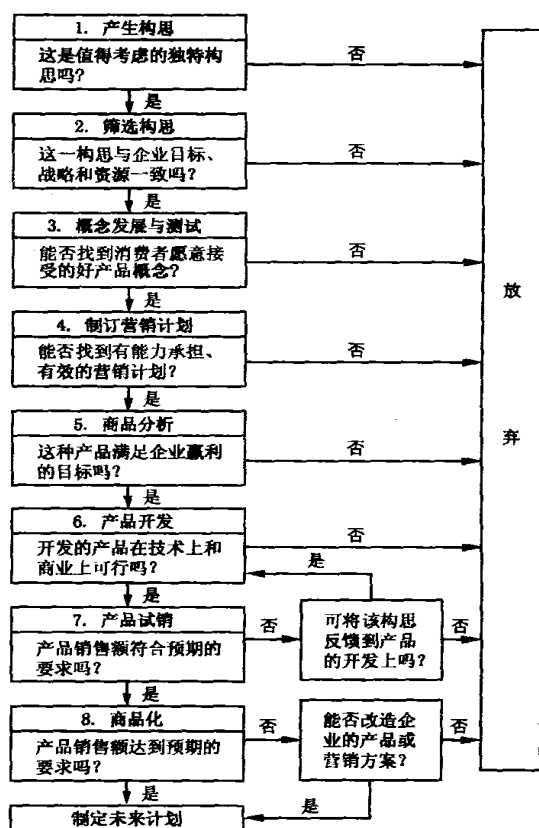 1. 产生构思
这是值得考虑的独特构
思吗?
否
是
2. 筛选构思
这一构思与企业目标、
战略和资源一致吗?
否
是
3. 概念发展与测试
能否找到消费者愿意接
受的好产品概念?
否
是
4. 制订营销计划
能否找到有能力承担、
有效的营销计划?
否
是
5. 商品分析
这种产品满足企业赢利
的目标吗?
否
是
6. 产品开发
开发的产品在技术上和
商业上可行吗?
否
是
是
7. 产品试销
产品销售额符合预期的
要求吗?
否
可将该构思
反馈到产品
的开发上吗?
否
是
8. 商品化
产品销售额达到预期的
要求吗?
否
能否改造企
业的产品或
营销方案?
否
是
是
制定未来计划
放
弃